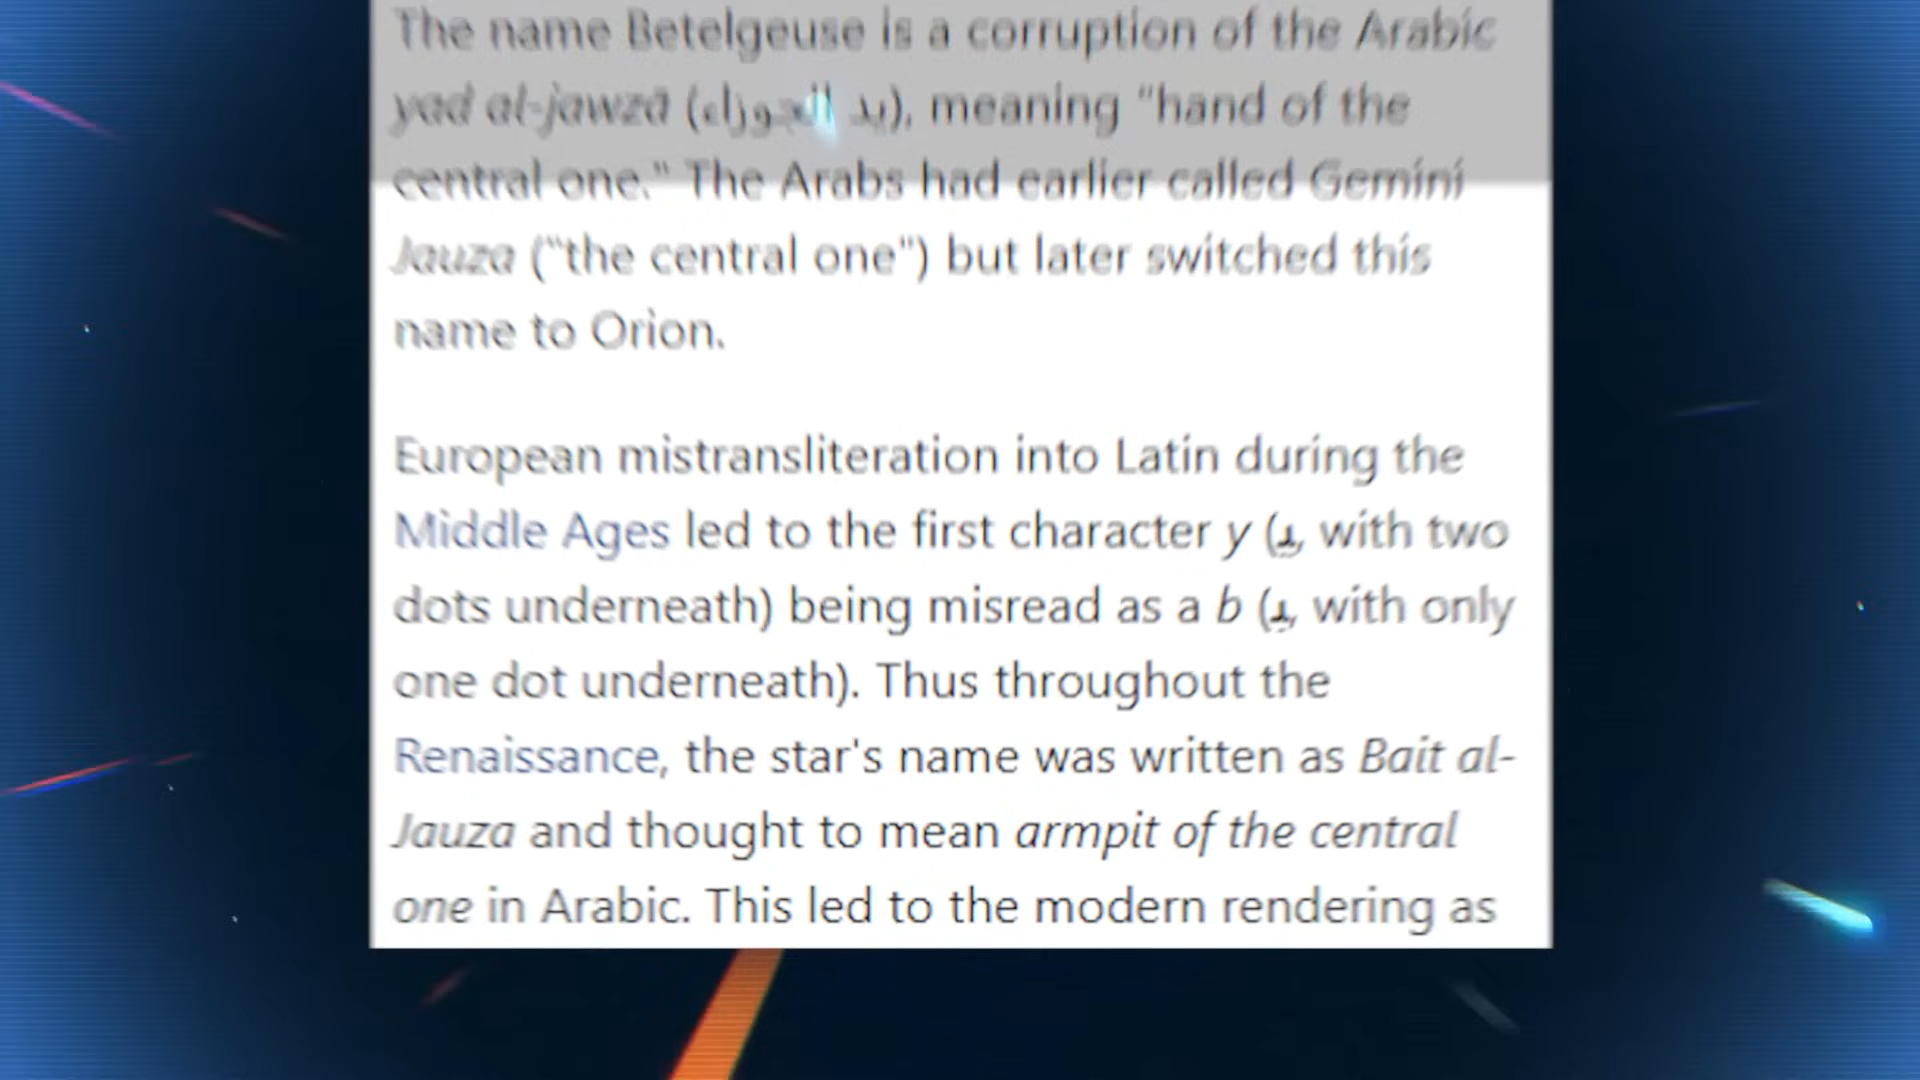 The name Betelgeuse is a corruption of the Arabic
yad al-jawzā (يد الجوزاء), meaning "hand of the
central one." The Arabs had earlier called Gemini
Jauza ("the central one") but later switched this
name to Orion.
European mistransliteration into Latin during the
Middle Ages led to the first character y (ﻳ, with two
dots underneath) being misread as a b (ﺑ, with only
one dot underneath). Thus throughout the
Renaissance, the star's name was written as Bait al-
Jauza and thought to mean armpit of the central
one in Arabic. This led to the modern rendering as